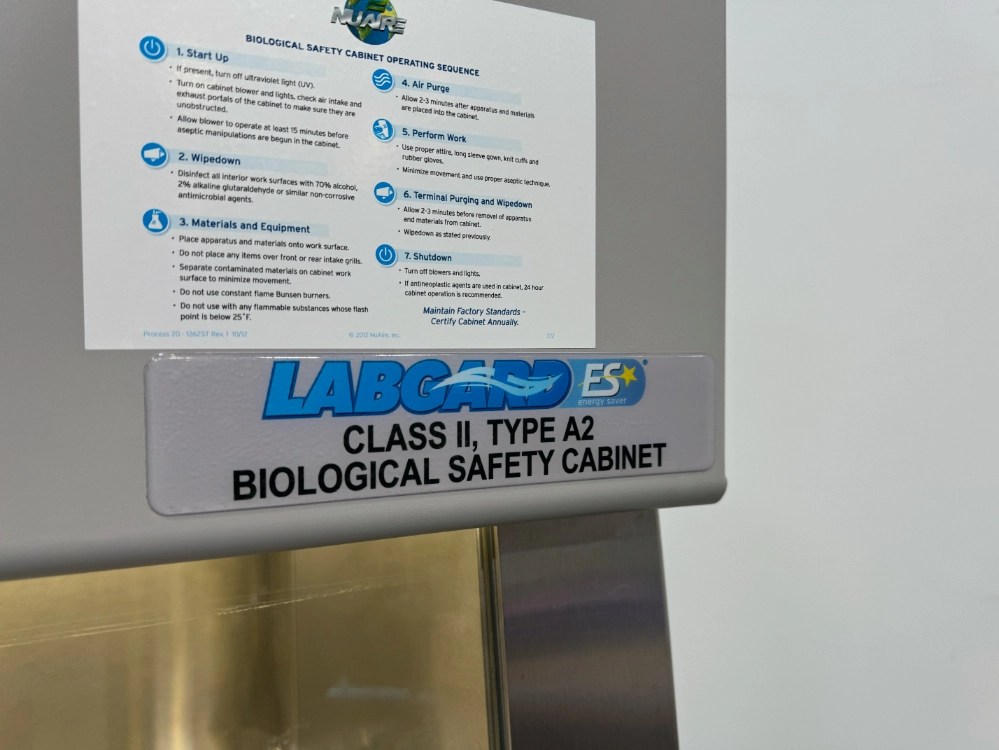 NUAIRE
BIOLOGICAL SAFETY CABINET OPERATING SEQUENCE
1. Start Up
• If present, turn off ultraviolet light (UV).
• Turn on cabinet blower and lights, check air intake and
exhaust portals of the cabinet to make sure they are
unobstructed.
• Allow blower to operate at least 15 minutes before
aseptic manipulations are begun in the cabinet.
2. Wipedown
• Disinfect all interior work surfaces with 70% alcohol,
2% alkaline glutaraldehyde or similar non-corrosive
antimicrobial agents.
3. Materials and Equipment
• Place apparatus and materials onto work surface.
• Do not place any items over front or rear intake grills.
• Separate contaminated materials on cabinet work
surface to minimize movement.
• Do not use constant flame Bunsen burners.
• Do not use with any flammable substances whose flash
point is below 25°F.
4. Air Purge
• Allow 2-3 minutes after apparatus and materials
are placed into the cabinet.
5. Perform Work
• Use proper attire, long sleeve gown, knit cuffs and
rubber gloves.
• Minimize movement and use proper aseptic technique.
6. Terminal Purging and Wipedown
• Allow 2-3 minutes before removal of apparatus
and materials from cabinet.
• Wipedown as stated previously.
7. Shutdown
• Turn off blowers and lights.
• If antineoplastic agents are used in cabinet, 24 hour
cabinet operation is recommended.
Maintain Factory Standards -
Certify Cabinet Annually.
Process 20 - 12625T Rev. 1 10/12
© 2012 NuAire, Inc.
222
LABGARD ES
energy saver
CLASS II, TYPE A2
BIOLOGICAL SAFETY CABINET